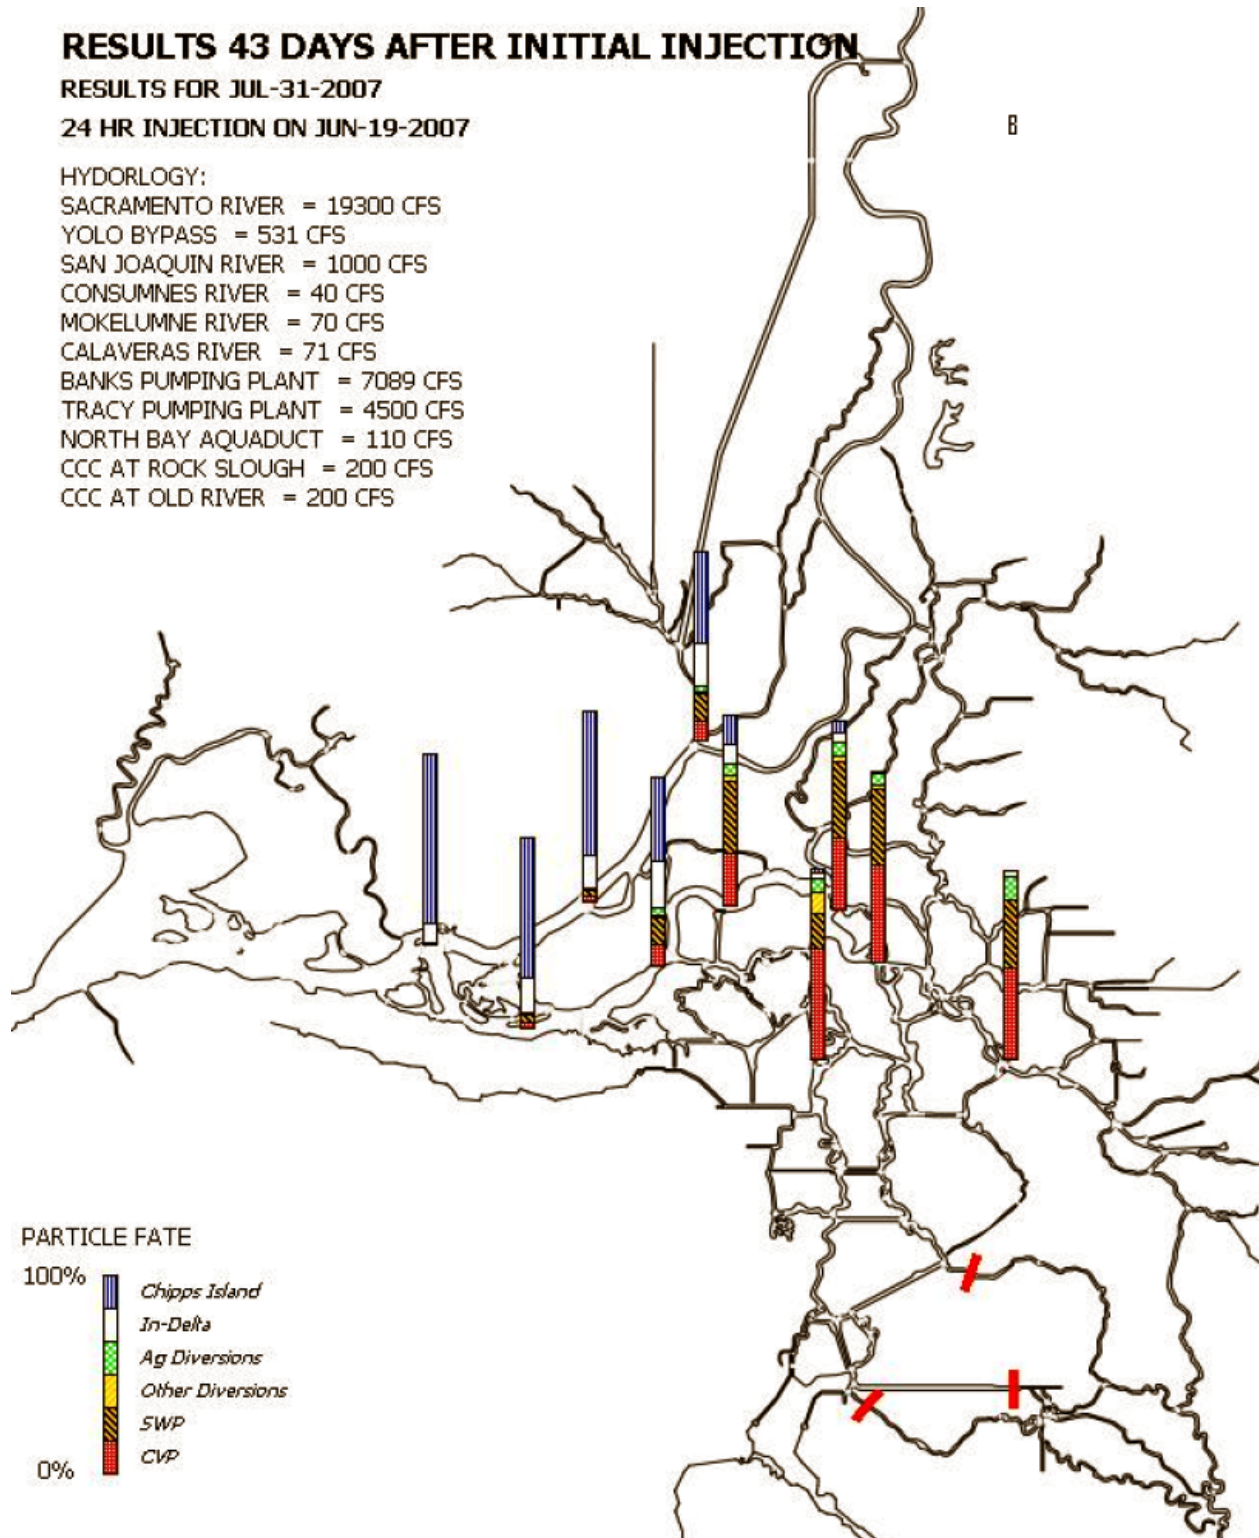 RESULTS 43 DAYS AFTER INITIAL INJECTION
RESULTS FOR JUL-31-2007
24 HR INJECTION ON JUN-19-2007
B
HYDORLOGY:
SACRAMENTO RIVER = 19300 CFS
YOLO BYPASS = 531 CFS
SAN JOAQUIN RIVER = 1000 CFS
CONSUMNES RIVER = 40 CFS
MOKELUMNE RIVER = 70 CFS
CALAVERAS RIVER = 71 CFS
BANKS PUMPING PLANT = 7089 CFS
TRACY PUMPING PLANT = 4500 CFS
NORTH BAY AQUADUCT = 110 CFS
CCC AT ROCK SLOUGH = 200 CFS
CCC AT OLD RIVER = 200 CFS
PARTICLE FATE
100%
Chipps Island
In-Delta
Ag Diversions
Other Diversions
SWP
CVP
0%